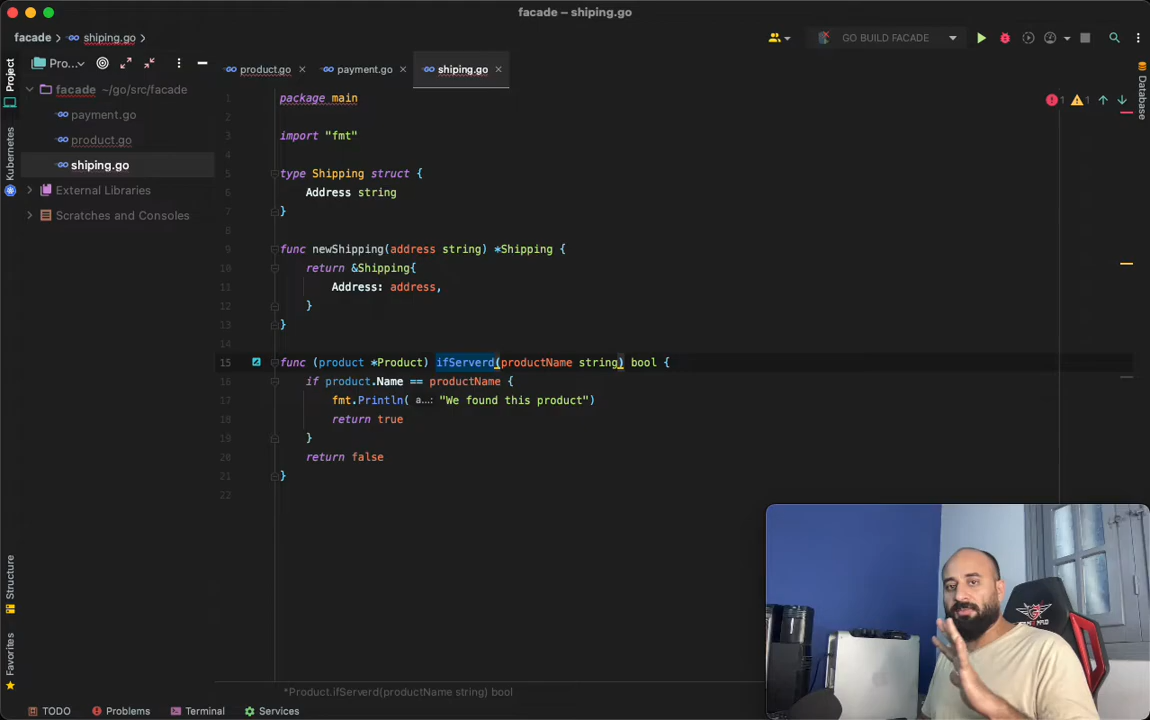 facade – shiping.go
facade
shiping.go
GO BUILD FACADE
Project
Pro...
product.go
payment.go
shiping.go
facade ~/go/src/facade
payment.go
product.go
shiping.go
External Libraries
Scratches and Consoles
Kubernetes
Structure
Favorites
Database
1
1
1 package main
2
3 import "fmt"
4
5 type Shipping struct {
6 Address string
7 }
8
9 func newShipping(address string) *Shipping {
10 return &Shipping{
11 Address: address,
12 }
13 }
14
15 func (product *Product) ifServerd(productName string) bool {
16 if product.Name == productName {
17 fmt.Println( a...: "We found this product")
18 return true
19 }
20 return false
21 }
22
*Product.ifServerd(productName string) bool
TODO
Problems
Terminal
Services